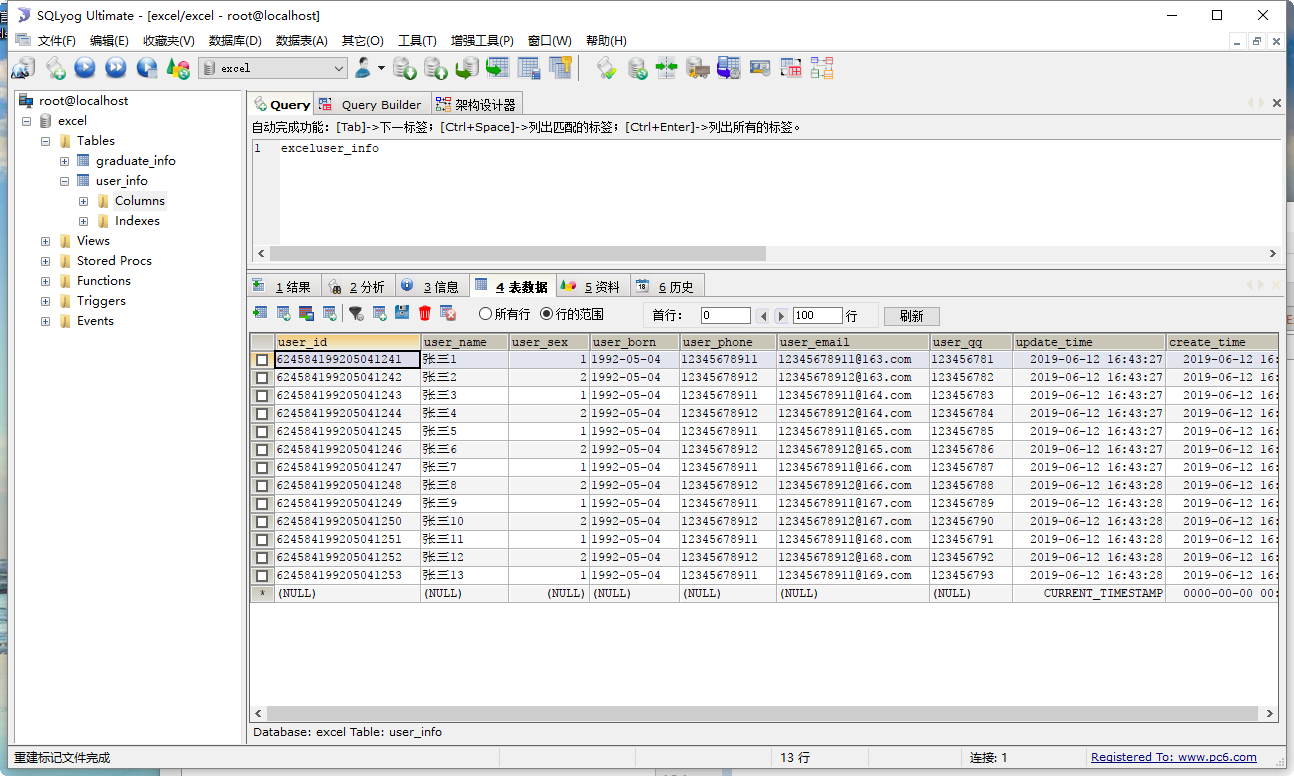 SQLyog Ultimate - [excel/excel - root@localhost]
文件(F) 编辑(E) 收藏夹(V) 数据库(D) 数据表(A) 其它(O) 工具(T) 增强工具(P) 窗口(W) 帮助(H)
excel
root@localhost
excel
Tables
graduate_info
user_info
Columns
Indexes
Views
Stored Procs
Functions
Triggers
Events
Query Query Builder 架构设计器
自动完成功能: [Tab]->下一标签; [Ctrl+Space]->列出匹配的标签; [Ctrl+Enter]->列出所有的标签。
1 exceluser_info
1 结果 2 分析 3 信息 4 表数据 5 资料 6 历史
所有行 行的范围 首行: 0 100 行 刷新
user_id user_name user_sex user_born user_phone user_email user_qq update_time create_time
624584199205041241 张三1 1 1992-05-04 12345678911 12345678911@163.com 123456781 2019-06-12 16:43:27 2019-06-12 16:
624584199205041242 张三2 2 1992-05-04 12345678912 12345678912@163.com 123456782 2019-06-12 16:43:27 2019-06-12 16:
624584199205041243 张三3 1 1992-05-04 12345678911 12345678911@164.com 123456783 2019-06-12 16:43:27 2019-06-12 16:
624584199205041244 张三4 2 1992-05-04 12345678912 12345678912@164.com 123456784 2019-06-12 16:43:27 2019-06-12 16:
624584199205041245 张三5 1 1992-05-04 12345678911 12345678911@165.com 123456785 2019-06-12 16:43:27 2019-06-12 16:
624584199205041246 张三6 2 1992-05-04 12345678912 12345678912@165.com 123456786 2019-06-12 16:43:27 2019-06-12 16:
624584199205041247 张三7 1 1992-05-04 12345678911 12345678911@166.com 123456787 2019-06-12 16:43:27 2019-06-12 16:
624584199205041248 张三8 2 1992-05-04 12345678912 12345678912@166.com 123456788 2019-06-12 16:43:27 2019-06-12 16:
624584199205041249 张三9 1 1992-05-04 12345678911 12345678911@167.com 123456789 2019-06-12 16:43:28 2019-06-12 16:
624584199205041250 张三10 2 1992-05-04 12345678912 12345678912@167.com 123456790 2019-06-12 16:43:28 2019-06-12 16:
624584199205041251 张三11 1 1992-05-04 12345678911 12345678911@168.com 123456791 2019-06-12 16:43:28 2019-06-12 16:
624584199205041252 张三12 2 1992-05-04 12345678912 12345678912@168.com 123456792 2019-06-12 16:43:28 2019-06-12 16:
624584199205041253 张三13 1 1992-05-04 12345678911 12345678911@169.com 123456793 2019-06-12 16:43:28 2019-06-12 16:
* (NULL) (NULL) (NULL) (NULL) (NULL) (NULL) (NULL) CURRENT_TIMESTAMP 0000-00-00 00:
Database: excel Table: user_info
重建标记文件完成 13 行 连接: 1 Registered To: www.pc6.com